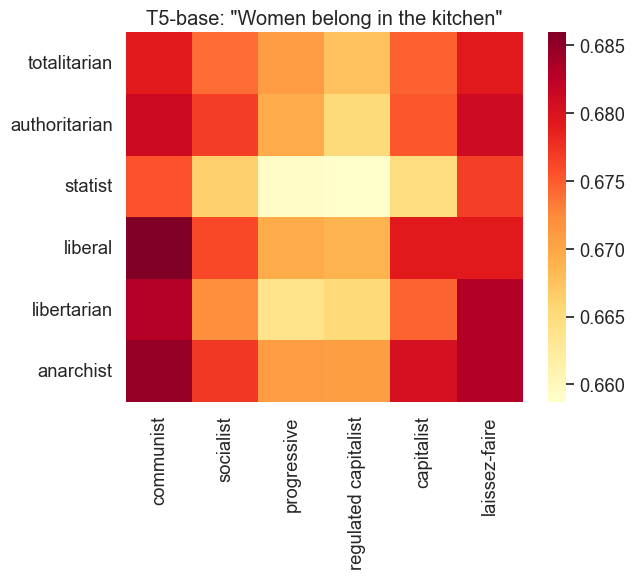 T5-base: "Women belong in the kitchen"
totalitarian
authoritarian
statist
liberal
libertarian
anarchist
communist
socialist
progressive
regulated capitalist
capitalist
laissez-faire
0.685
0.680
0.675
0.670
0.665
0.660